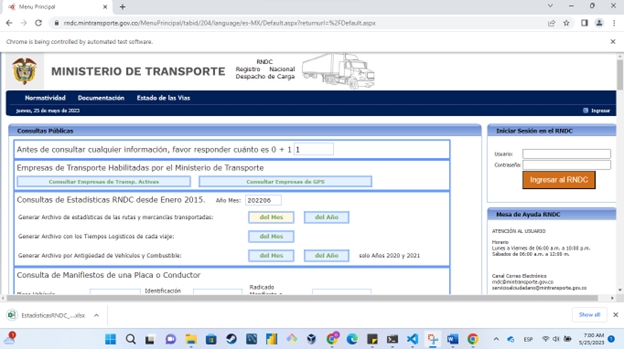 Menu Principal
rndc.mintransporte.gov.co/MenuPrincipal/tabid/204/language/es-MX/Default.aspx?returnurl=%2FDefault.aspx
Chrome is being controlled by automated test software.
MINISTERIO DE TRANSPORTE
RNDC
Registro Nacional
Despacho de Carga
Normatividad Documentación Estado de las Vias
jueves, 25 de mayo de 2023 Ingresar
Consultas Públicas
Antes de consultar cualquier información, favor responder cuánto es 0 + 1 1
Empresas de Transporte Habilitadas por el Ministerio de Transporte
Consultar Empresas de Transp. Activas Consultar Empresas de GPS
Consultas de Estadísticas RNDC desde Enero 2015. Año Mes: 202206
Generar Archivo de estadísticas de las rutas y mercancías transportadas: del Mes del Año
Generar Archivo con los Tiempos Logísticos de cada viaje: del Mes
Generar Archivo por Antigüedad de Vehículos y Combustible: del Mes del Año solo Años 2020 y 2021
Consulta de Manifiestos de una Placa o Conductor
Placa Vehículo Identificación Radicado
Manifiesto o
Iniciar Sesión en el RNDC
Usuario:
Contraseña:
Ingresar al RNDC
Mesa de Ayuda RNDC
ATENCIÓN AL USUARIO
Horario
Lunes a Viernes de 06:00 a.m. a 10:00 p.m.
Sábados de 06:00 a.m. a 12:00 m.
Canal Correo Electrónico
rndc@mintransporte.gov.co
servicioalciudadano@mintransporte.gov.co
EstadisticasRNDC_....xlsx Show all
ESP 7:00 AM
5/25/2023